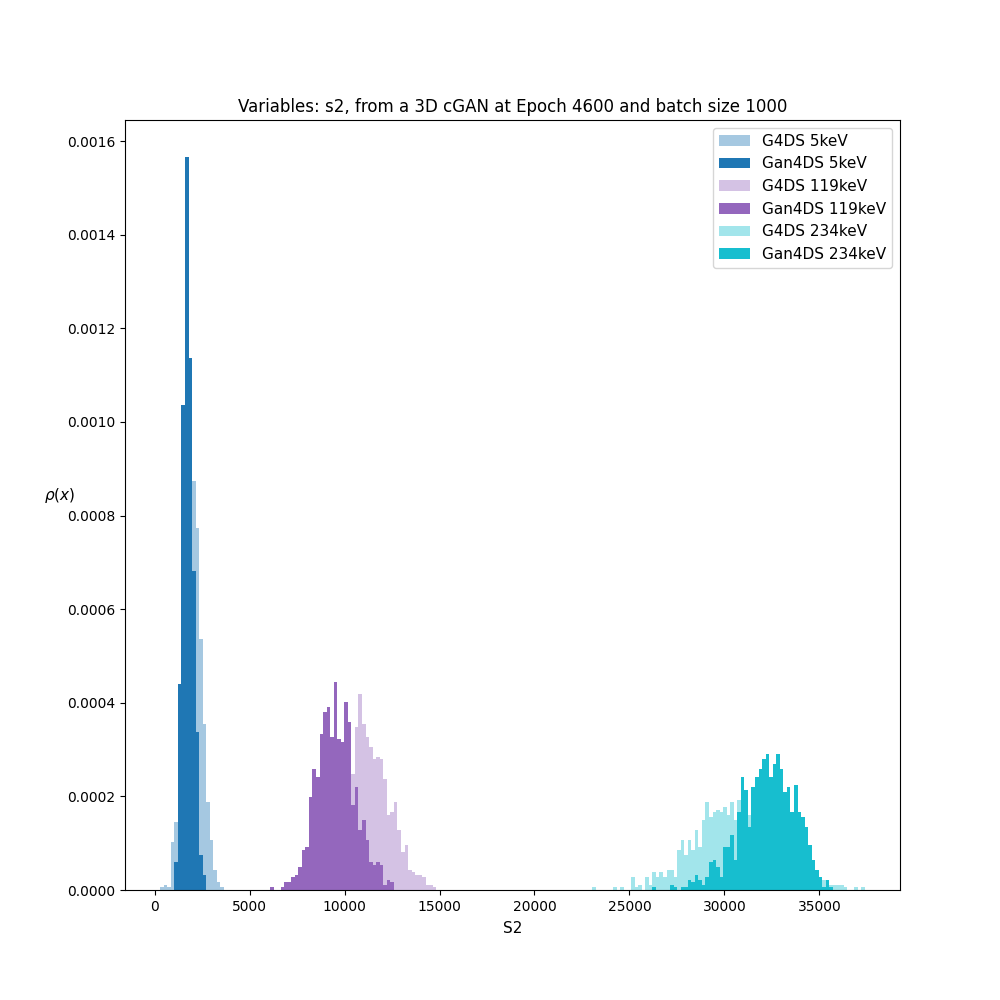 Variables: s2, from a 3D cGAN at Epoch 4600 and batch size 1000
G4DS 5keV
Gan4DS 5keV
G4DS 119keV
Gan4DS 119keV
G4DS 234keV
Gan4DS 234keV
0.0016
0.0014
0.0012
0.0010
ρ(x)
0.0008
0.0006
0.0004
0.0002
0.0000
0 5000 10000 15000 20000 25000 30000 35000
S2